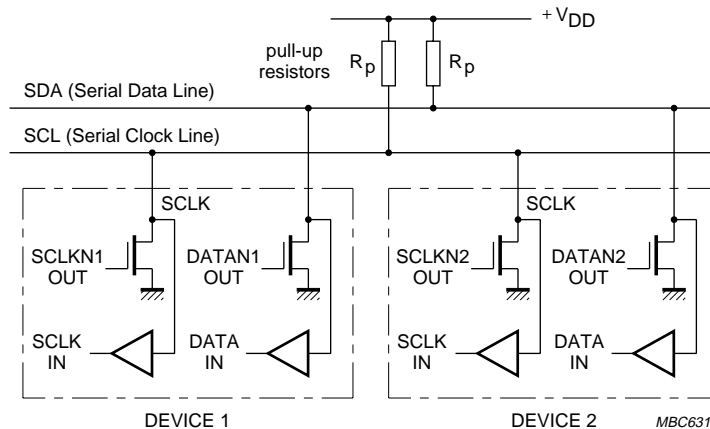 + VDD
pull-up
resistors
Rp
Rp
SDA (Serial Data Line)
SCL (Serial Clock Line)
SCLK
SCLK
SCLKN1
OUT
DATAN1
OUT
SCLKN2
OUT
DATAN2
OUT
SCLK
IN
DATA
IN
SCLK
IN
DATA
IN
DEVICE 1
DEVICE 2
MBC631